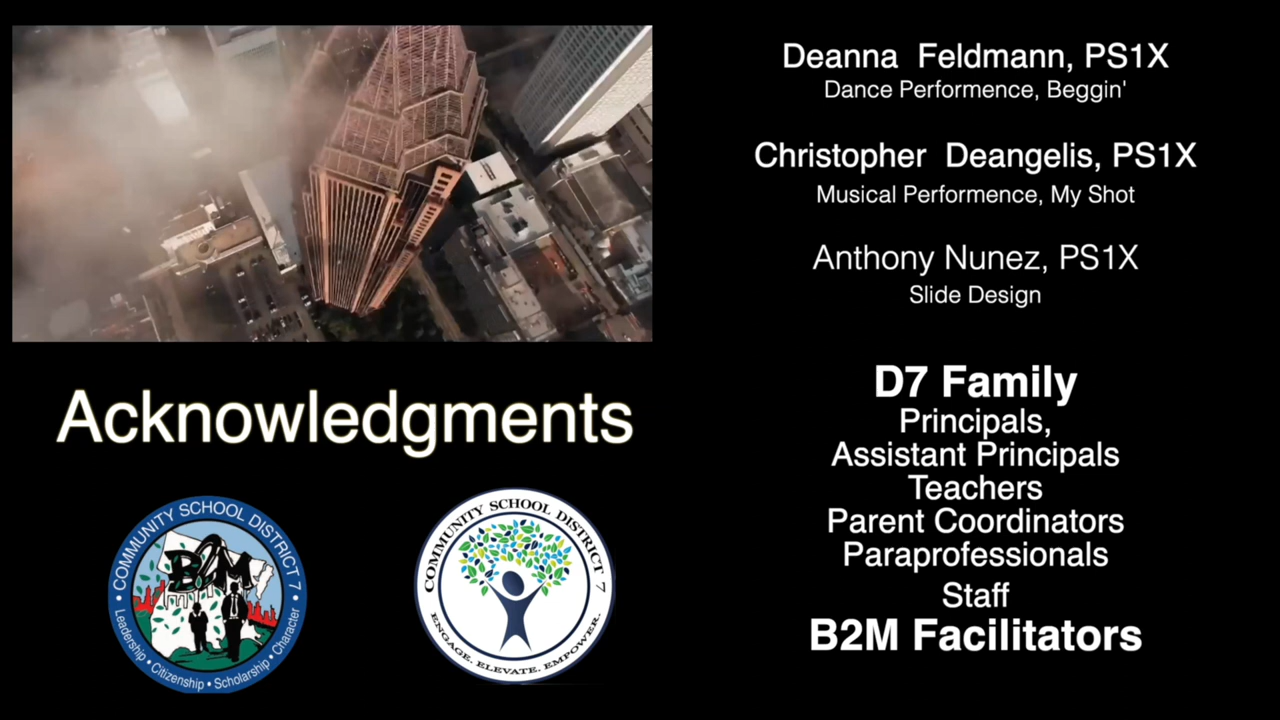 Deanna Feldmann, PS1X
Dance Performence, Beggin'
Christopher Deangelis, PS1X
Musical Performence, My Shot
Anthony Nunez, PS1X
Slide Design
D7 Family
Principals,
Assistant Principals
Teachers
Parent Coordinators
Paraprofessionals
Staff
B2M Facilitators
Acknowledgments
• COMMUNITY SCHOOL DISTRICT 7 •
B2M
Leadership • Citizenship • Scholarship • Character
COMMUNITY SCHOOL DISTRICT 7
ENGAGE. ELEVATE. EMPOWER.